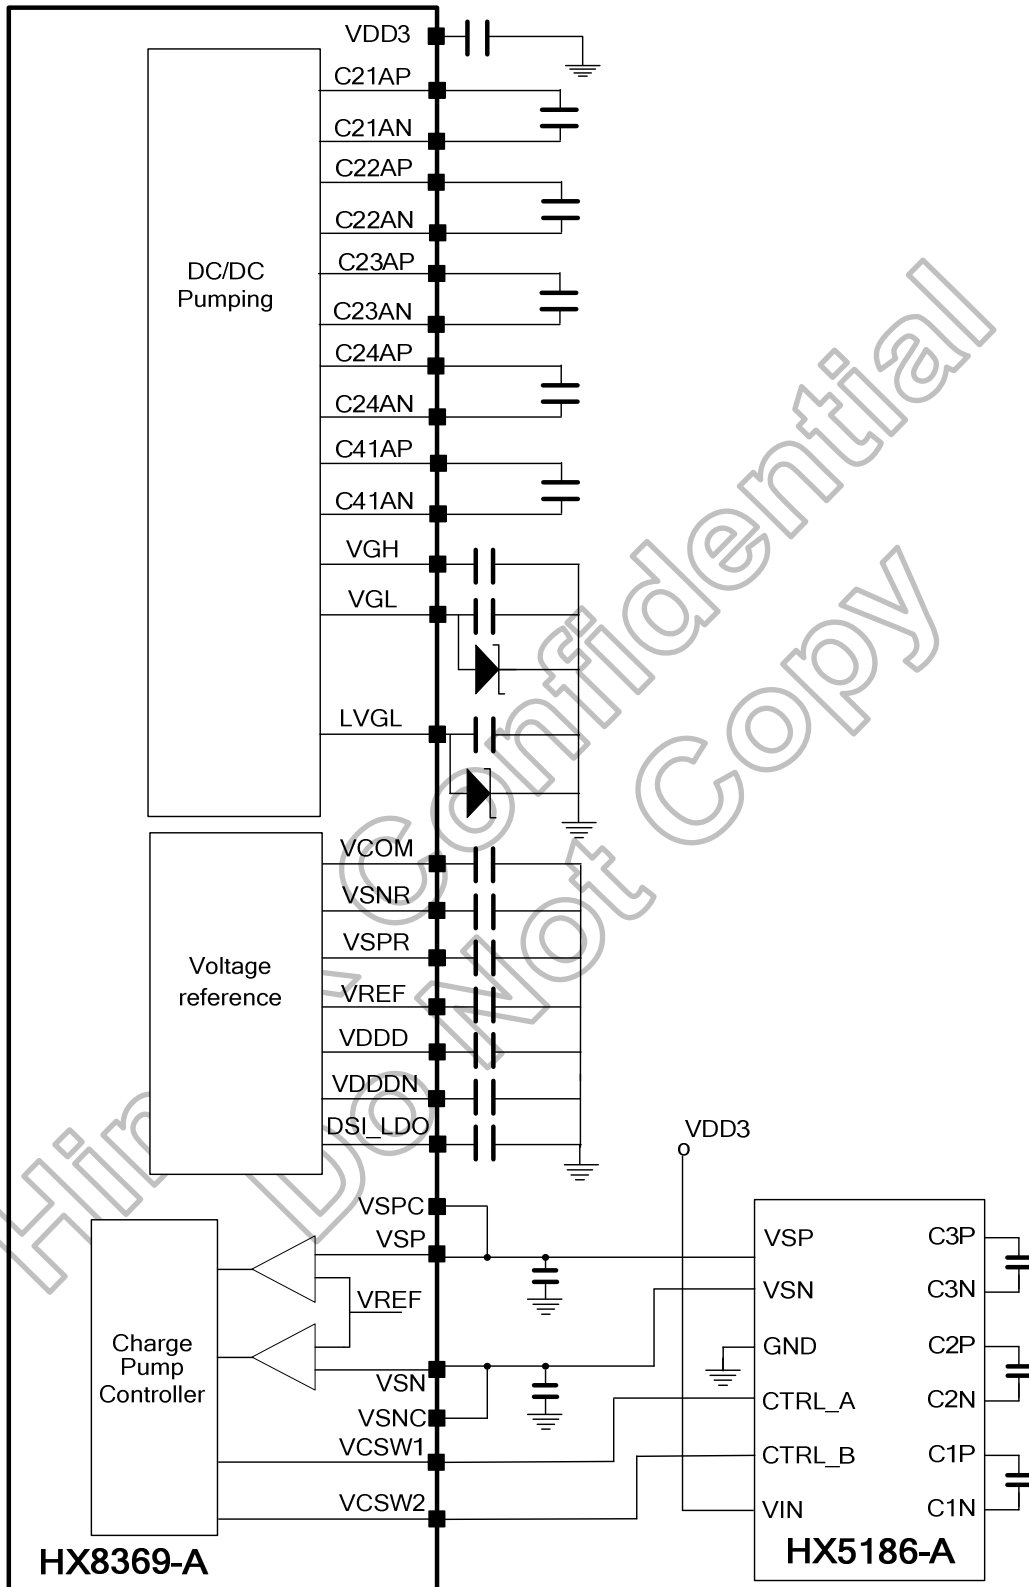 VDD3
C21AP
C21AN
C22AP
C22AN
DC/DC
Pumping
C23AP
C23AN
C24AP
C24AN
C41AP
C41AN
VGH
VGL
LVGL
Voltage
reference
VCOM
VSNR
VSPR
VREF
VDDD
VDDDN
DSI_LDO
VSPC
VSP
VREF
Charge
Pump
Controller
VSN
VSNC
VCSW1
VCSW2
HX8369-A
VDD3
VSP
VSN
GND
CTRL_A
CTRL_B
VIN
C3P
C3N
C2P
C2N
C1P
C1N
HX5186-A
Confidential
Do Not Copy